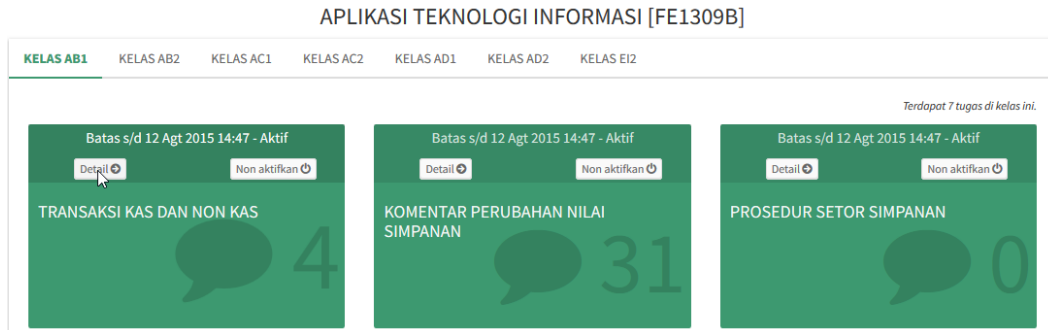 APLIKASI TEKNOLOGI INFORMASI [FE1309B]
KELAS AB1 KELAS AB2 KELAS AC1 KELAS AC2 KELAS AD1 KELAS AD2 KELAS EI2
Terdapat 7 tugas di kelas ini.
Batas s/d 12 Agt 2015 14:47 - Aktif
Detail Non aktifkan
TRANSAKSI KAS DAN NON KAS
4
Batas s/d 12 Agt 2015 14:47 - Aktif
Detail Non aktifkan
KOMENTAR PERUBAHAN NILAI
SIMPANAN
31
Batas s/d 12 Agt 2015 14:47 - Aktif
Detail Non aktifkan
PROSEDUR SETOR SIMPANAN
0